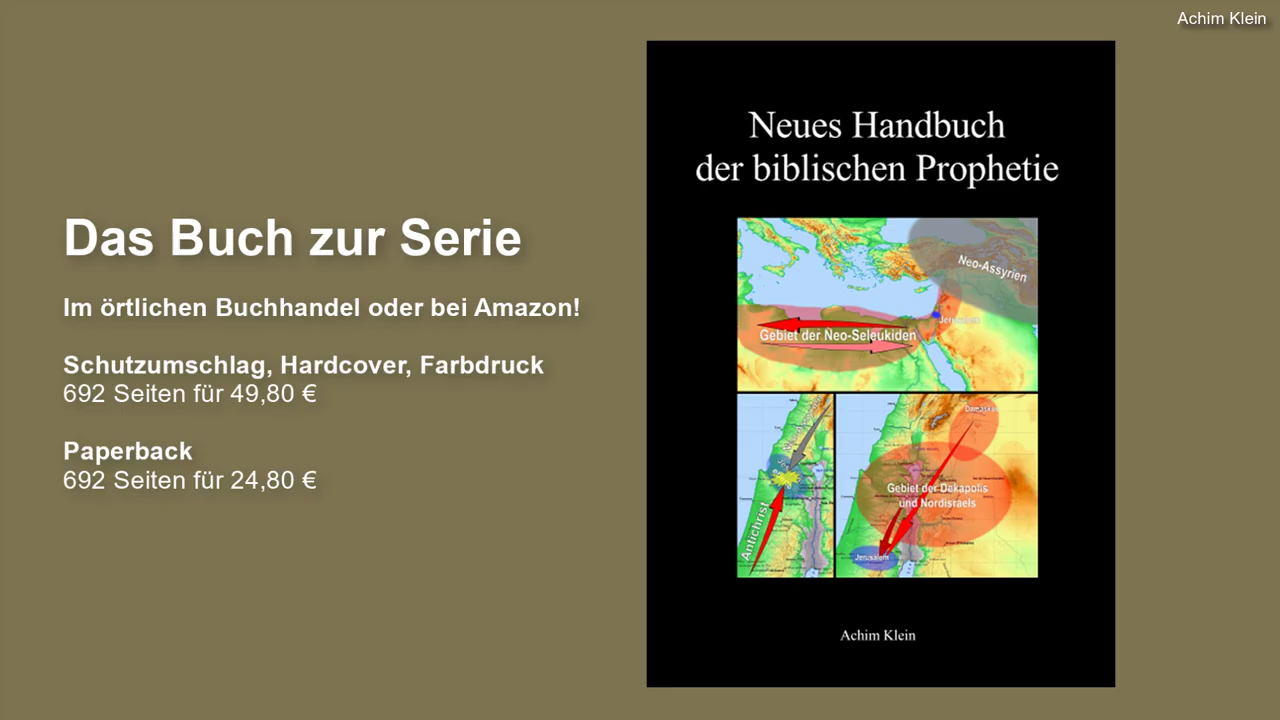 Achim Klein
Das Buch zur Serie
Im örtlichen Buchhandel oder bei Amazon!
Schutzumschlag, Hardcover, Farbdruck
692 Seiten für 49,80 €
Paperback
692 Seiten für 24,80 €
Neues Handbuch
der biblischen Prophetie
Neo-Assyrien
Jerusalem
Gebiet der Neo-Seleukiden
Antichrist
Damaskus
Gebiet der Dekapolis
und Nordisraels
Jerusalem
Achim Klein